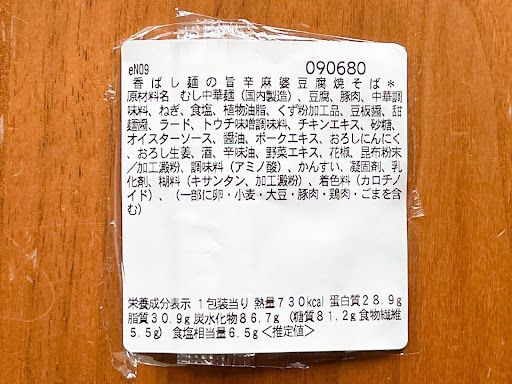 eN09 090680
香ばし麺の旨辛麻婆豆腐焼そば*
原材料名 むし中華麺(国内製造)、豆腐、豚肉、中華調
味料、ねぎ、食塩、植物油脂、くず粉加工品、豆板醤、甜
麺醤、ラード、トウチ味噌調味料、チキンエキス、砂糖、
オイスターソース、醤油、ポークエキス、おろしにんにく
、おろし生姜、酒、辛味油、野菜エキス、花椒、昆布粉末
/加工澱粉、調味料(アミノ酸)、かんすい、凝固剤、乳
化剤、糊料(キサンタン、加工澱粉)、着色料(カロチノ
イド)、(一部に卵・小麦・大豆・豚肉・鶏肉・ごまを含
む)
栄養成分表示 1包装当り 熱量730kcal 蛋白質28.9g
脂質30.9g 炭水化物86.7g (糖質81.2g 食物繊維
5.5g) 食塩相当量6.5g <推定値>